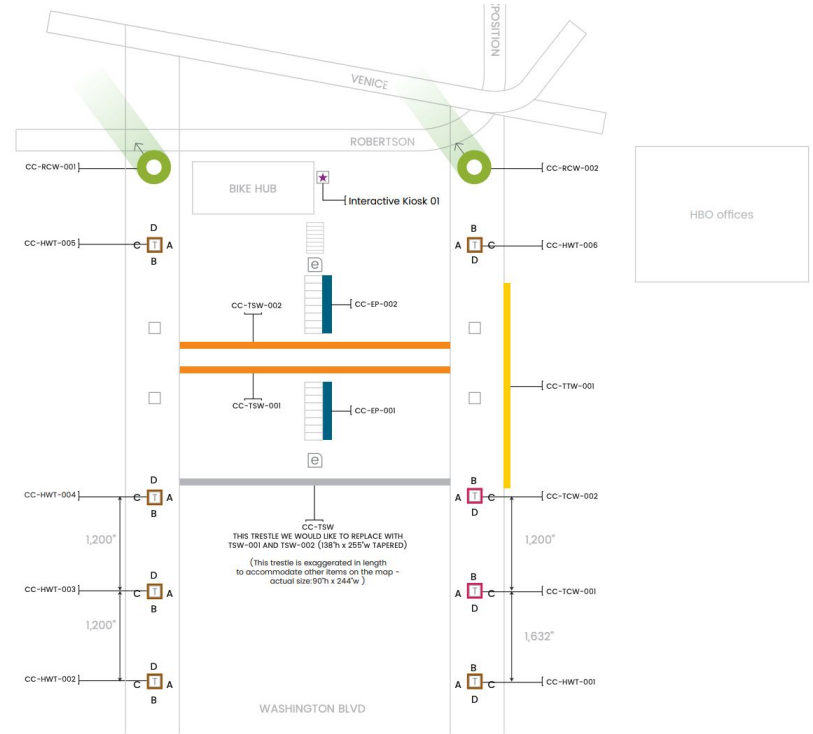 POSITION
VENICE
ROBERTSON
CC-RCW-001
CC-RCW-002
BIKE HUB
Interactive Kiosk 01
HBO offices
D
B
CC-HWT-005
C T A
A T C
CC-HWT-006
B
D
e
CC-TSW-002
CC-EP-002
CC-TTW-001
CC-TSW-001
CC-EP-001
e
D
B
CC-HWT-004
C T A
A T C
CC-TCW-002
B
D
CC-TSW
THIS TRESTLE WE WOULD LIKE TO REPLACE WITH
TSW-001 AND TSW-002 (138"h x 255"w TAPERED)
1,200"
1,200"
(This trestle is exaggerated in length
to accommodate other items on the map -
actual size:90"h x 244"w )
D
B
CC-HWT-003
C T A
A T C
CC-TCW-001
B
D
1,200"
1,632"
D
B
CC-HWT-002
C T A
A T C
CC-HWT-001
B
D
WASHINGTON BLVD